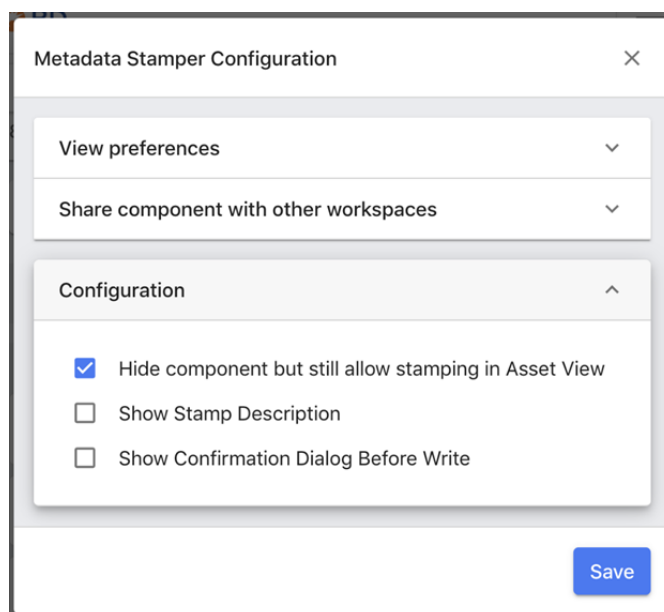 Metadata Stamper Configuration
View preferences
Share component with other workspaces
Configuration
Hide component but still allow stamping in Asset View
Show Stamp Description
Show Confirmation Dialog Before Write
Save